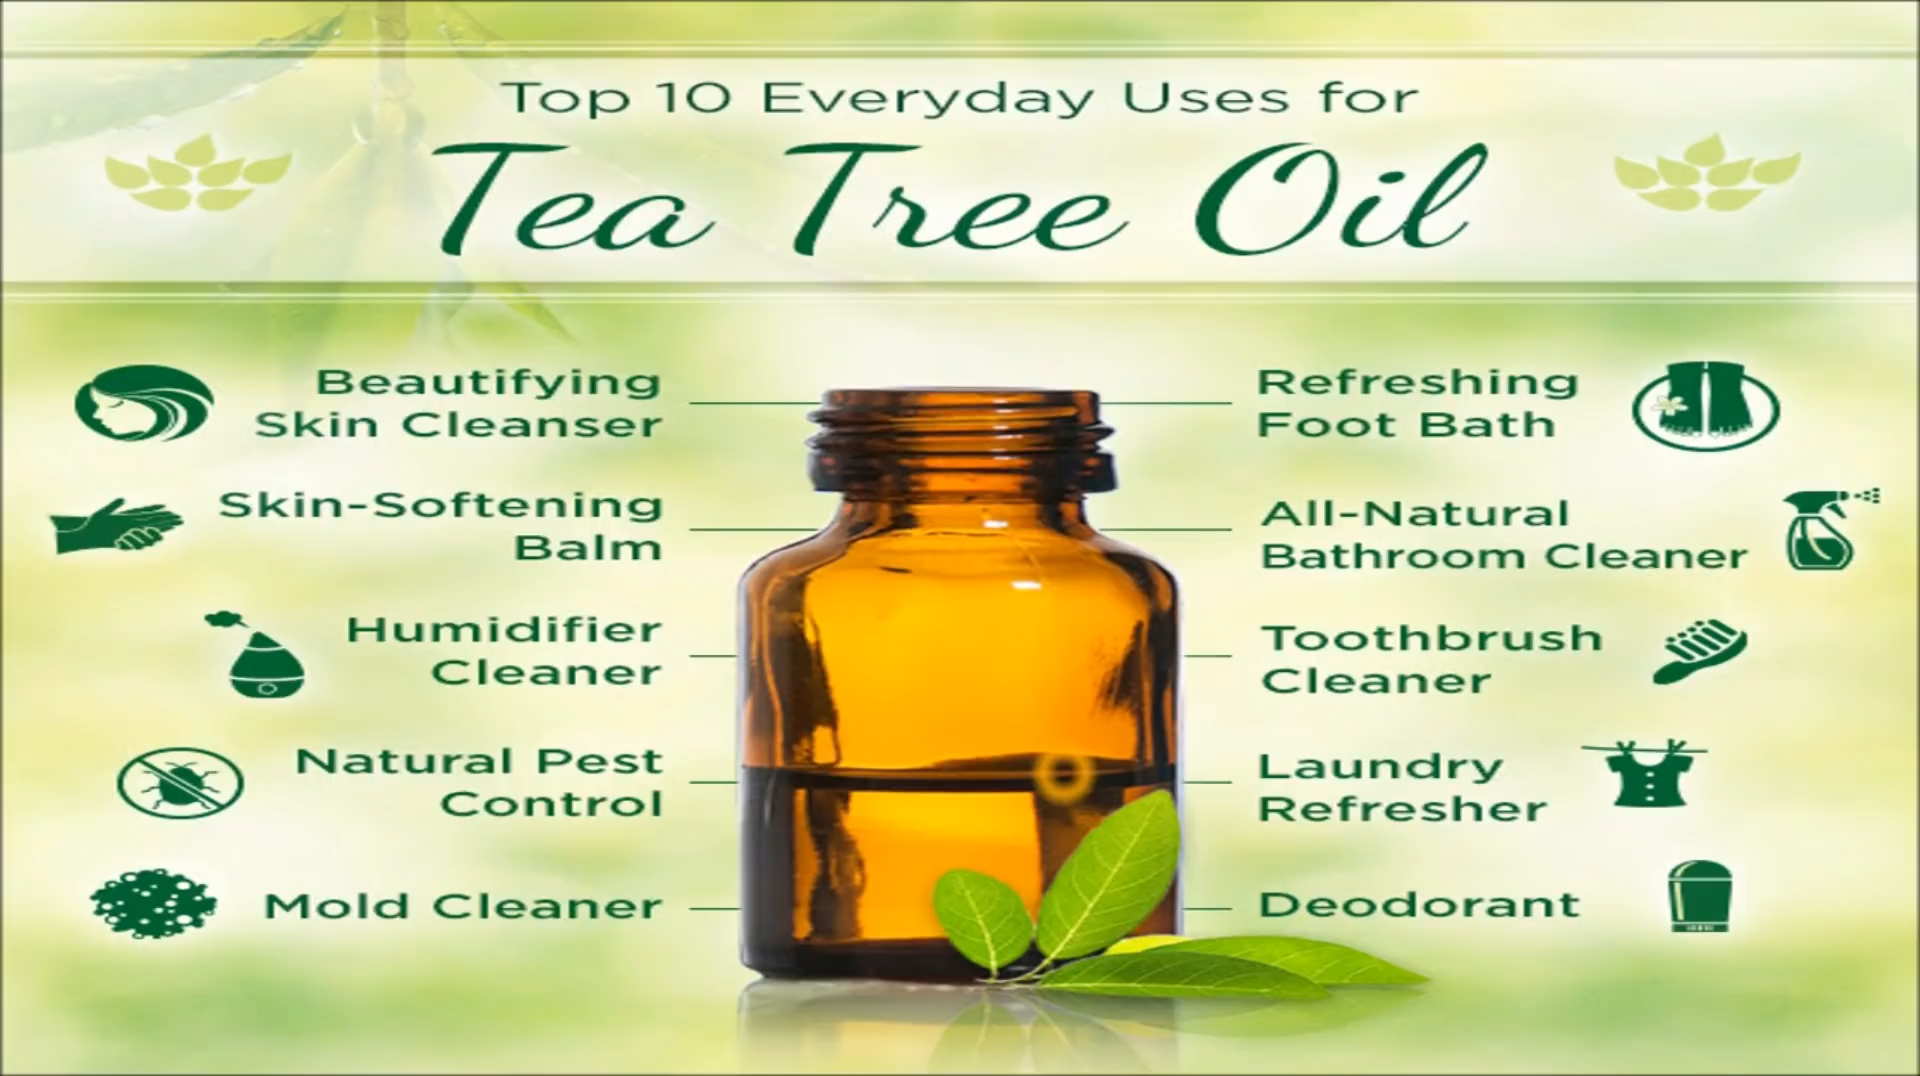 Top 10 Everyday Uses for
Tea Tree Oil
Beautifying
Skin Cleanser
Skin-Softening
Balm
Humidifier
Cleaner
Natural Pest
Control
Mold Cleaner
Refreshing
Foot Bath
All-Natural
Bathroom Cleaner
Toothbrush
Cleaner
Laundry
Refresher
Deodorant